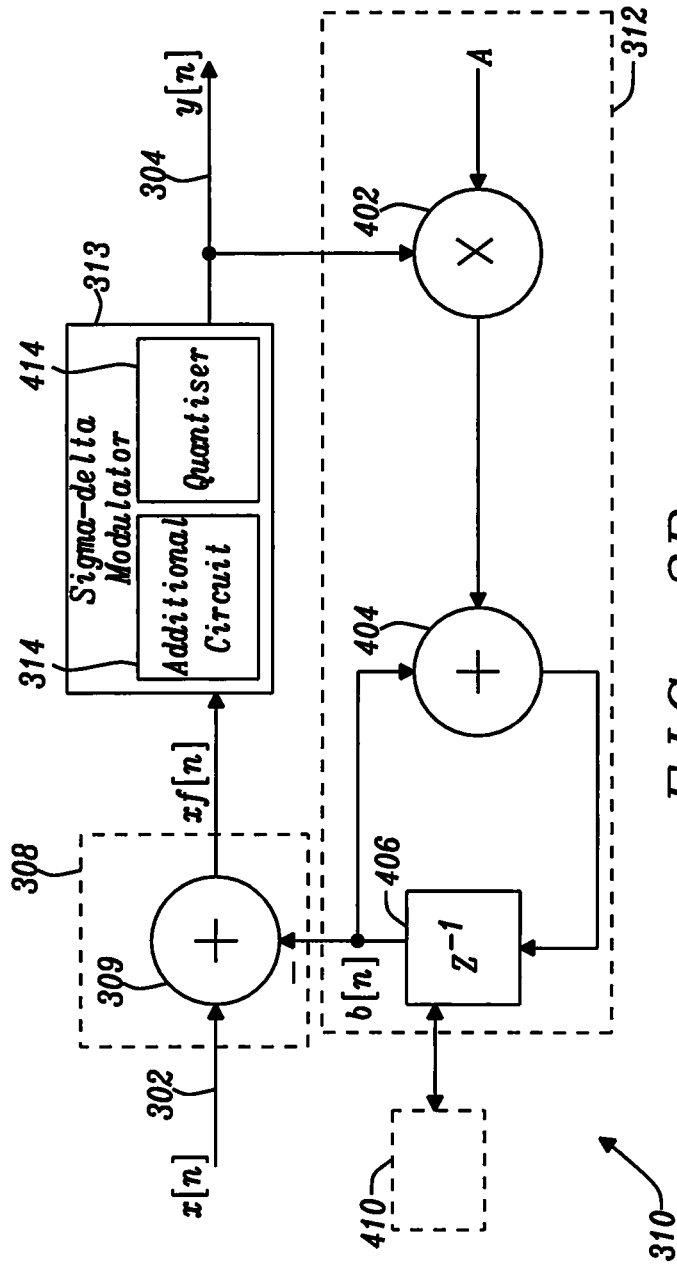 308
309
x[n]
302
xf[n]
314
Sigma-delta
Modulator
Additional
Circuit
Quantiser
414
313
304
y[n]
410
b[n]
406
Z⁻¹
404
+
402
X
A
312
+
−
310
FIG.